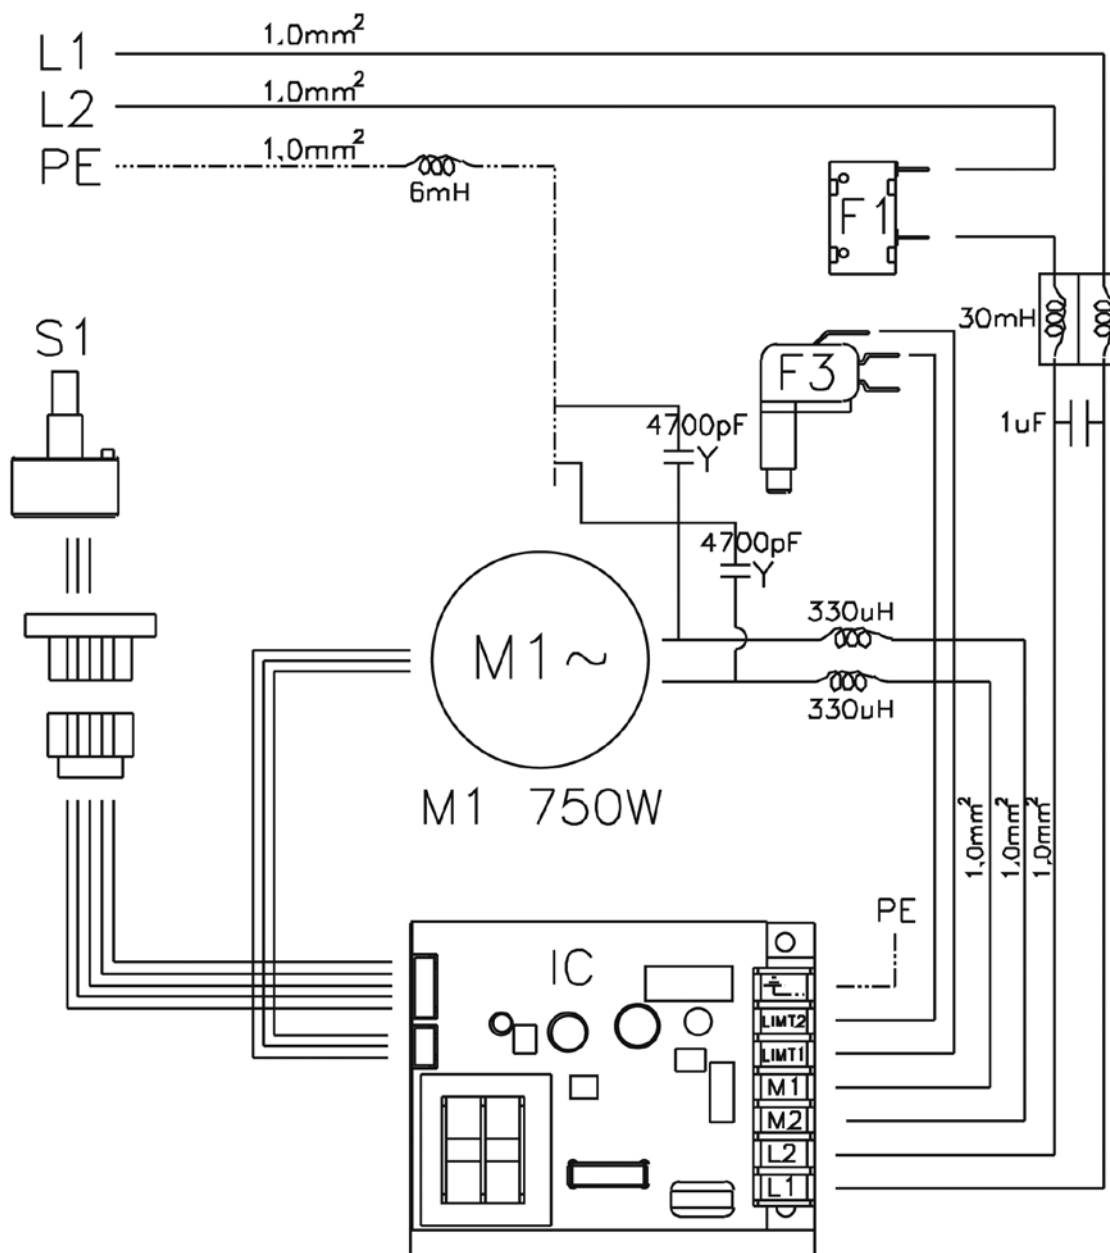 L1 1.0mm²
L2 1.0mm²
PE 1.0mm²
6mH
F1
S1
30mH
F3
4700pF
Y
1uF
4700pF
Y
330uH
M1~
330uH
M1 750W
1.0mm²
1.0mm²
1.0mm²
PE
IC
LIMT2
LIMT1
M1
M2
L2
L1